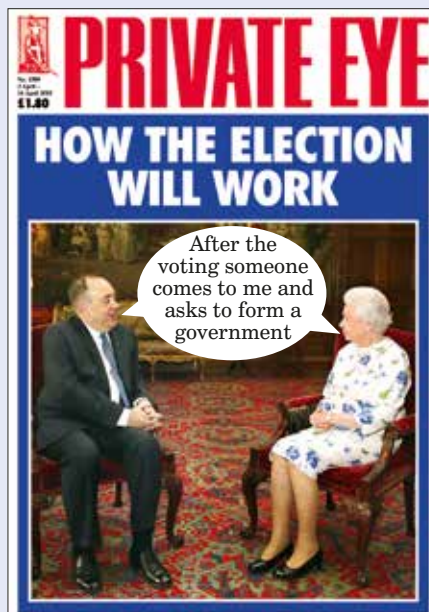 PRIVATE EYE
£1.80
HOW THE ELECTION
WILL WORK
After the
voting someone
comes to me and
asks to form a
government